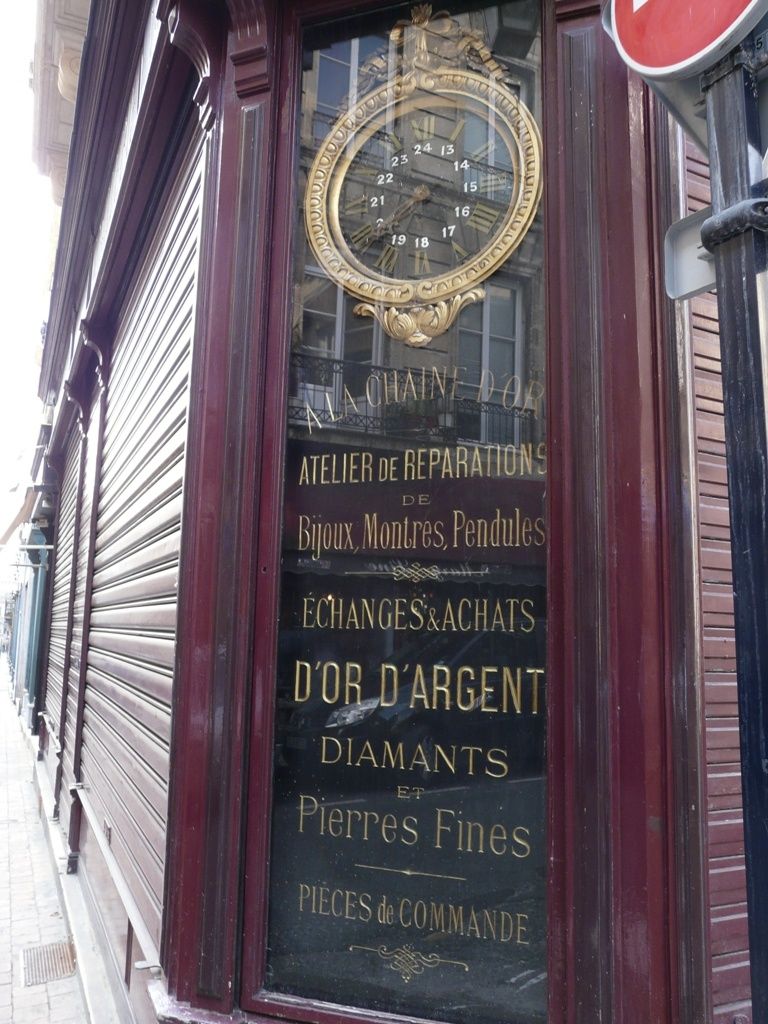 24 13 14 15 16 17 18 19 21 22 23
A LA CHAINE D'OR
ATELIER DE REPARATIONS
DE
Bijoux, Montres, Pendules
ÉCHANGES & ACHATS
D'OR D'ARGENT
DIAMANTS
ET
Pierres Fines
PIÈCES de COMMANDE